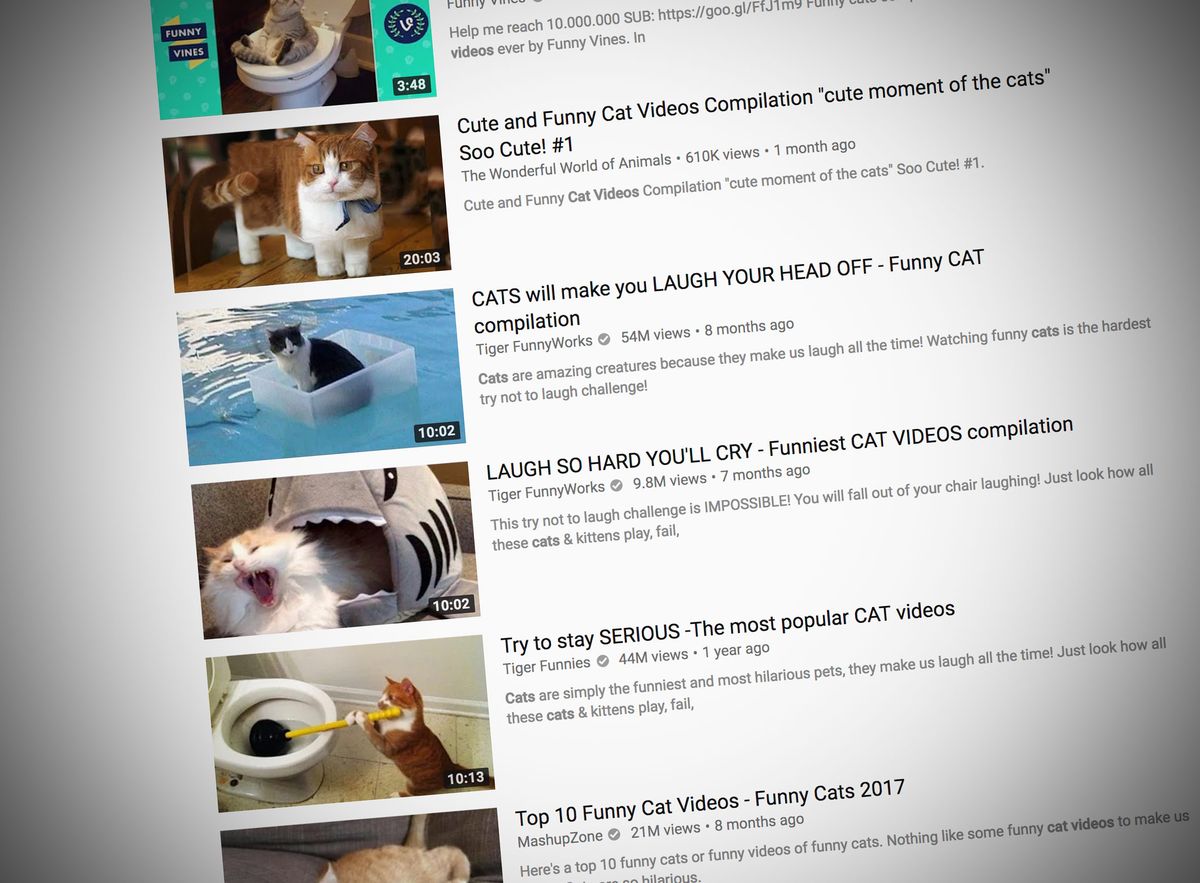 Funny Vines
FUNNY
VINES
3:48
Help me reach 10.000.000 SUB: https://goo.gl/FfJ1m9 Funny
videos ever by Funny Vines. In
Cute and Funny Cat Videos Compilation "cute moment of the cats"
Soo Cute! #1
The Wonderful World of Animals • 610K views • 1 month ago
Cute and Funny Cat Videos Compilation "cute moment of the cats" Soo Cute! #1.
20:03
CATS will make you LAUGH YOUR HEAD OFF - Funny CAT
compilation
Tiger FunnyWorks 54M views • 8 months ago
Cats are amazing creatures because they make us laugh all the time! Watching funny cats is the hardest
try not to laugh challenge!
10:02
LAUGH SO HARD YOU'LL CRY - Funniest CAT VIDEOS compilation
Tiger FunnyWorks 9.8M views • 7 months ago
This try not to laugh challenge is IMPOSSIBLE! You will fall out of your chair laughing! Just look how all
these cats & kittens play, fail,
10:02
Try to stay SERIOUS -The most popular CAT videos
Tiger Funnies 44M views • 1 year ago
Cats are simply the funniest and most hilarious pets, they make us laugh all the time! Just look how all
these cats & kittens play, fail,
10:13
Top 10 Funny Cat Videos - Funny Cats 2017
MashupZone 21M views • 8 months ago
Here's a top 10 funny cats or funny videos of funny cats. Nothing like some funny cat videos to make us
are so hilarious.